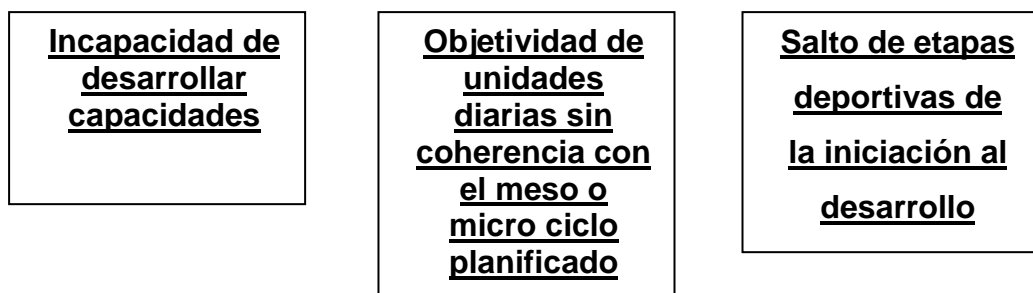 Incapacidad de
desarrollar
capacidades
Objetividad de
unidades
diarias sin
coherencia con
el meso o
micro ciclo
planificado
Salto de etapas
deportivas de
la iniciación al
desarrollo